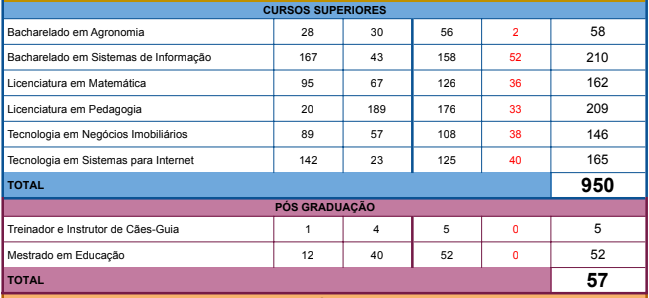 CURSOS SUPERIORES
Bacharelado em Agronomia 28 30 56 2 58
Bacharelado em Sistemas de Informação 167 43 158 52 210
Licenciatura em Matemática 95 67 126 36 162
Licenciatura em Pedagogia 20 189 176 33 209
Tecnologia em Negócios Imobiliários 89 57 108 38 146
Tecnologia em Sistemas para Internet 142 23 125 40 165
TOTAL 950
PÓS GRADUAÇÃO
Treinador e Instrutor de Cães-Guia 1 4 5 0 5
Mestrado em Educação 12 40 52 0 52
TOTAL 57